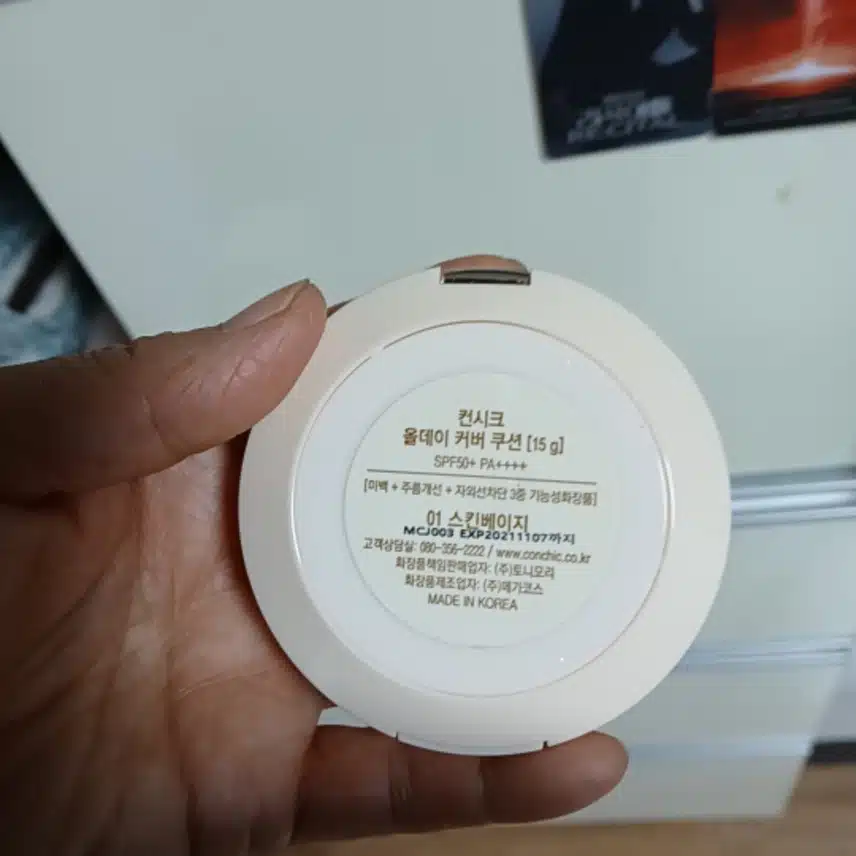 RECITAL
컨시크
올데이 커버 쿠션 [15 g]
SPF50+ PA++++
[미백 + 주름개선 + 자외선차단 3중 기능성화장품]
01 스킨베이지
MCJ003 EXP20211107까지
고객상담실: 080-356-2222 / www.conchic.co.kr
화장품책임판매업자: (주)토니모리
화장품제조업자: (주)메가코스
MADE IN KOREA